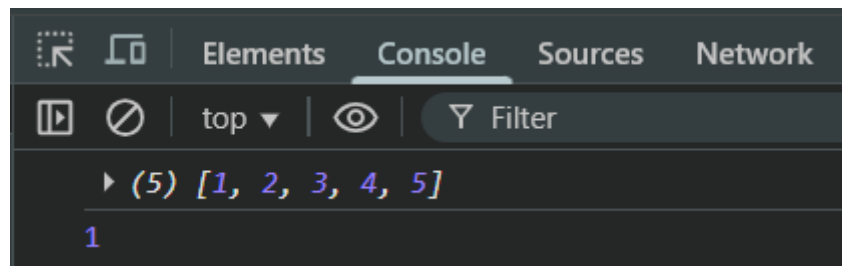 Elements Console Sources Network
top Filter
(5) [1, 2, 3, 4, 5]
1